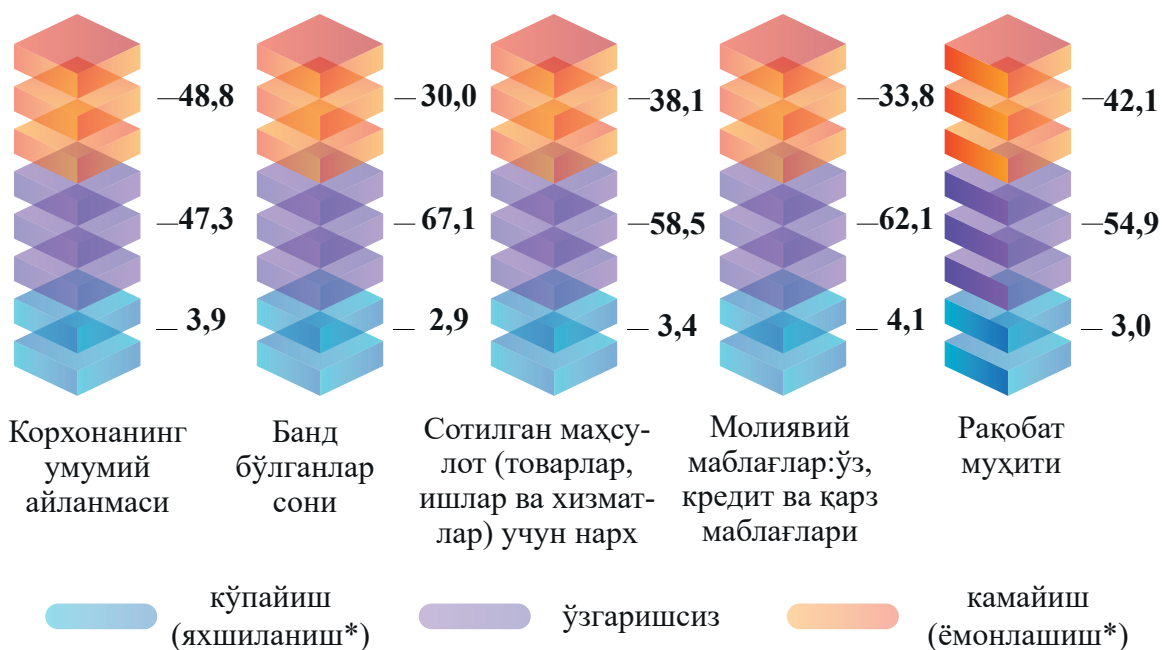 48,8
30,0
38,1
33,8
42,1
47,3
67,1
58,5
62,1
54,9
3,9
2,9
3,4
4,1
3,0
Корхонанинг
умумий
айланмаси
Банд
бўлганлар
сони
Сотилган маҳсу-
лот (товарлар,
ишлар ва хизмат-
лар) учун нарх
Молиявий
маблағлар:ўз,
кредит ва қарз
маблағлари
Рақобат
муҳити
кўпайиш
(яхшиланиш*)
ўзгаришсиз
камайиш
(ёмонлашиш*)